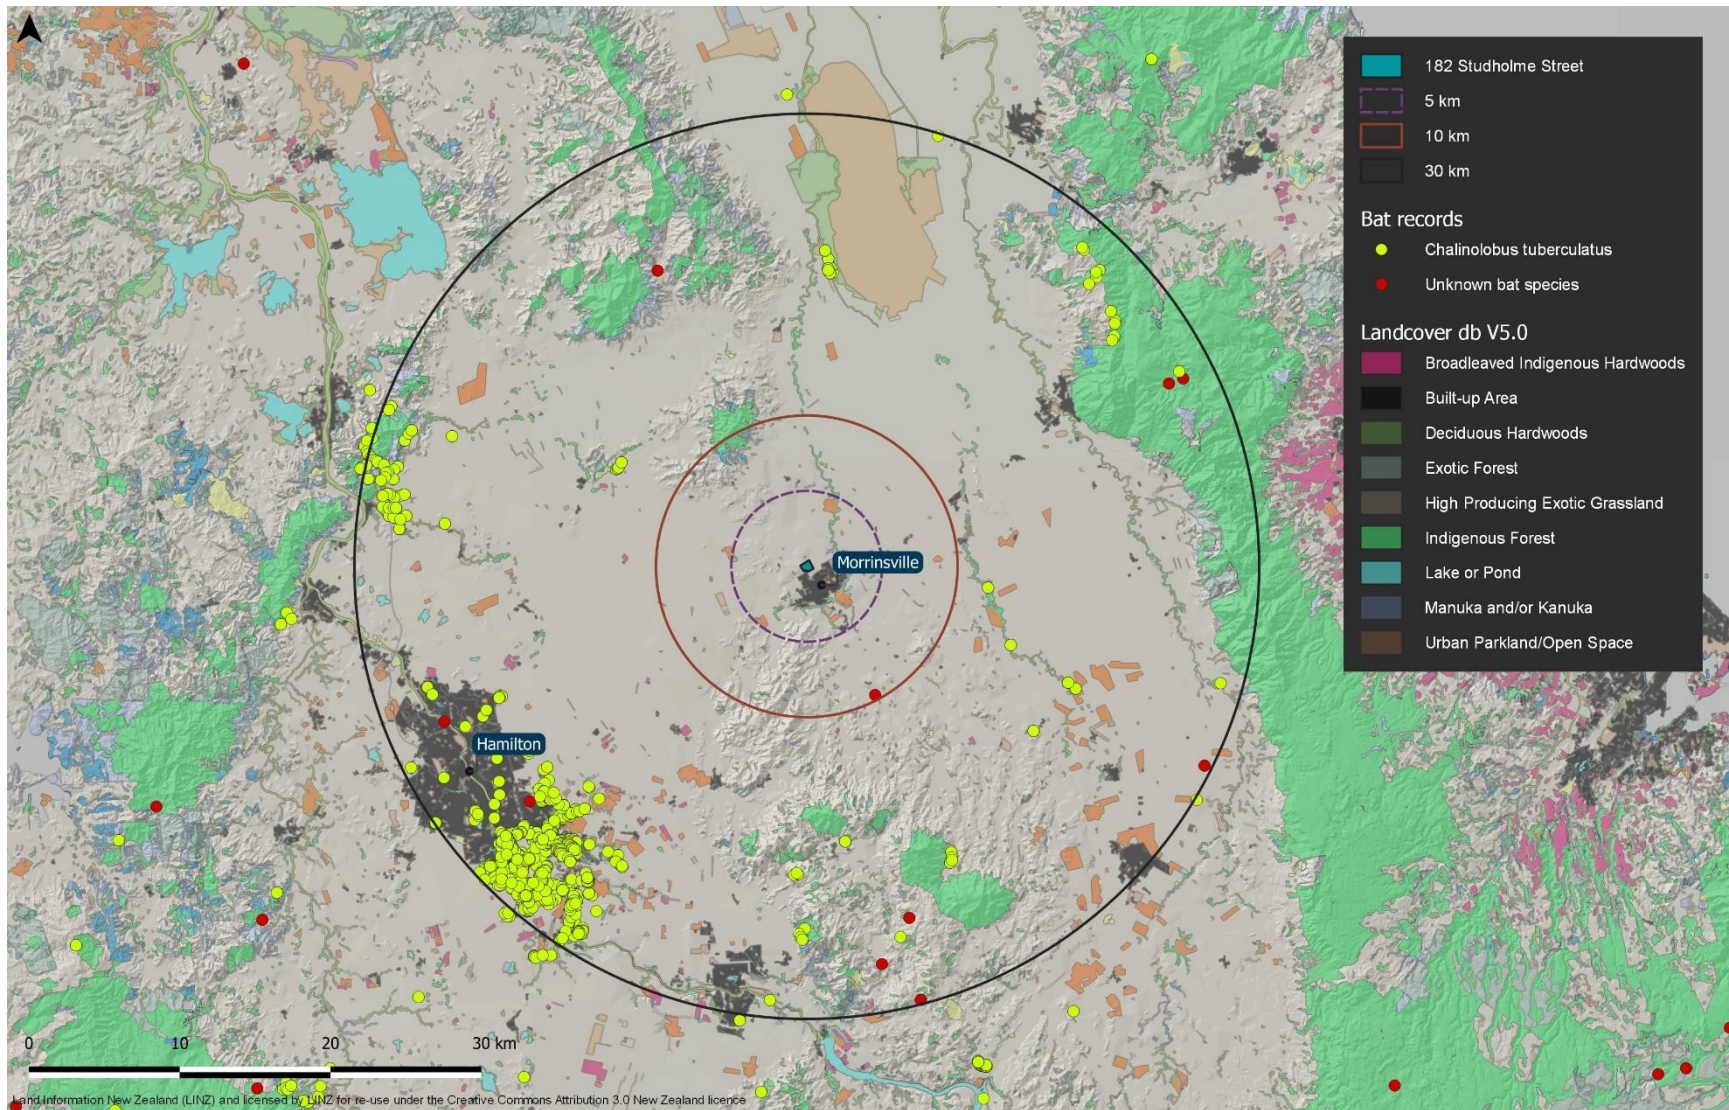 182 Studholme Street
5 km
10 km
30 km
Bat records
Chalinolobus tuberculatus
Unknown bat species
Landcover db V5.0
Broadleaved Indigenous Hardwoods
Built-up Area
Deciduous Hardwoods
Exotic Forest
High Producing Exotic Grassland
Indigenous Forest
Lake or Pond
Manuka and/or Kanuka
Urban Parkland/Open Space
Morrinsville
Hamilton
0 10 20 30 km
Land Information New Zealand (LINZ) and licensed by LINZ for re-use under the Creative Commons Attribution 3.0 New Zealand licence